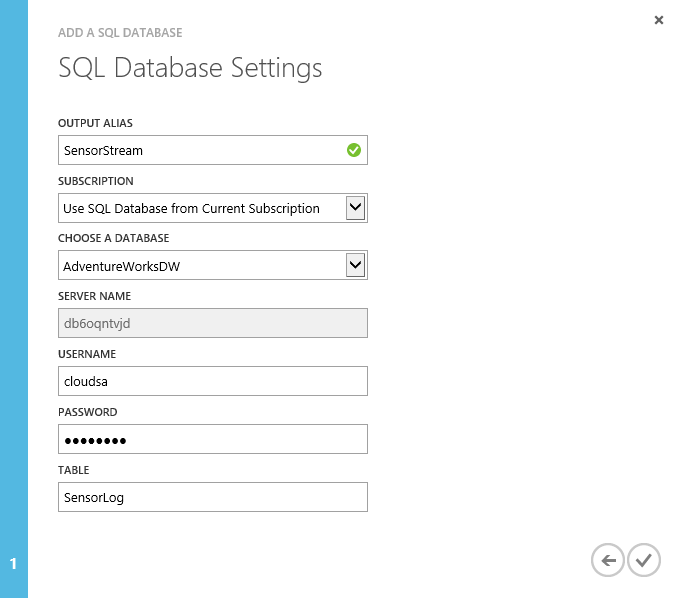 ADD A SQL DATABASE
SQL Database Settings
OUTPUT ALIAS
SensorStream
SUBSCRIPTION
Use SQL Database from Current Subscription
CHOOSE A DATABASE
AdventureWorksDW
SERVER NAME
db6oqntvjd
USERNAME
cloudsa
PASSWORD
●●●●●●●●
TABLE
SensorLog
1